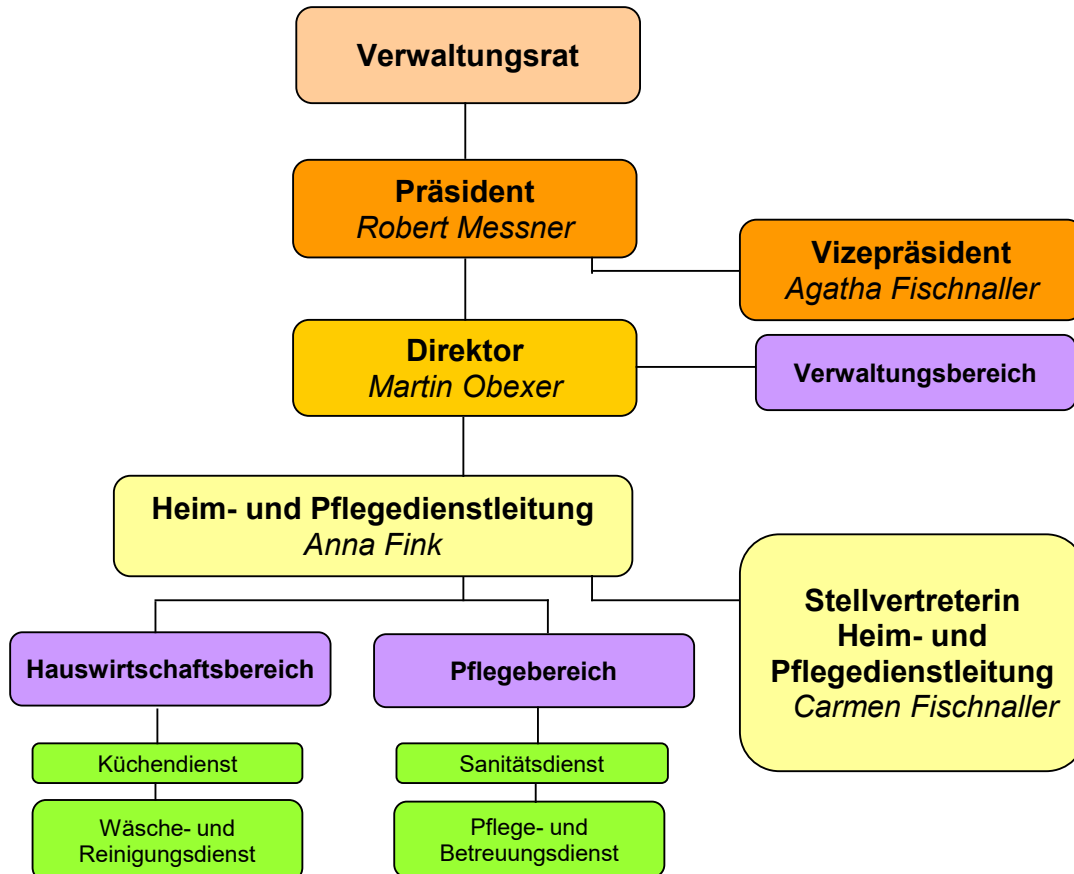 Verwaltungsrat
Präsident
Robert Messner
Vizepräsident
Agatha Fischnaller
Direktor
Martin Obexer
Verwaltungsbereich
Heim- und Pflegedienstleitung
Anna Fink
Stellvertreterin
Heim- und
Pflegedienstleitung
Carmen Fischnaller
Hauswirtschaftsbereich
Pflegebereich
Küchendienst
Sanitätsdienst
Wäsche- und
Reinigungsdienst
Pflege- und
Betreuungsdienst